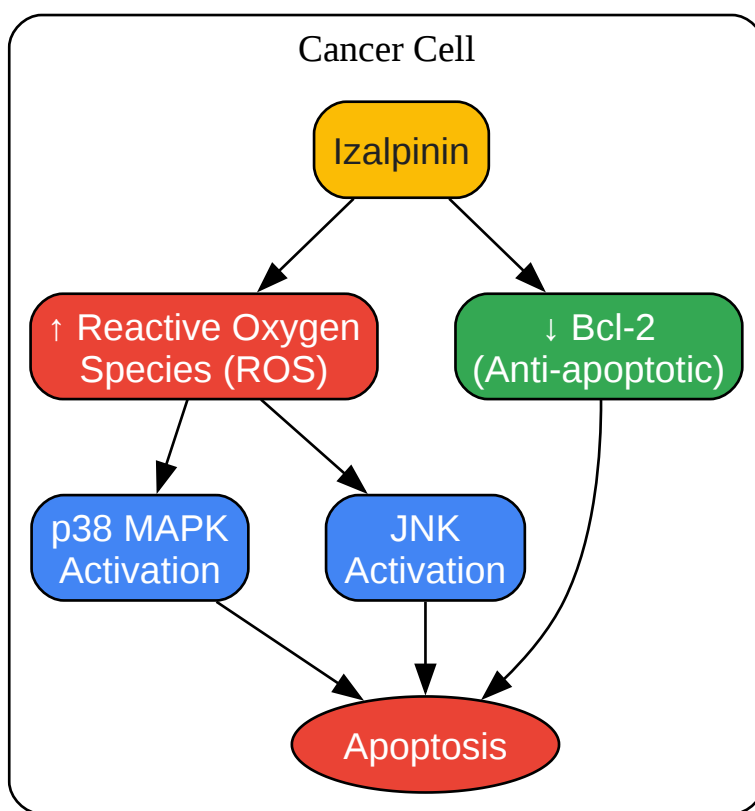 Cancer Cell
Izalpinin
↑ Reactive Oxygen
Species (ROS)
↓ Bcl-2
(Anti-apoptotic)
p38 MAPK
Activation
JNK
Activation
Apoptosis